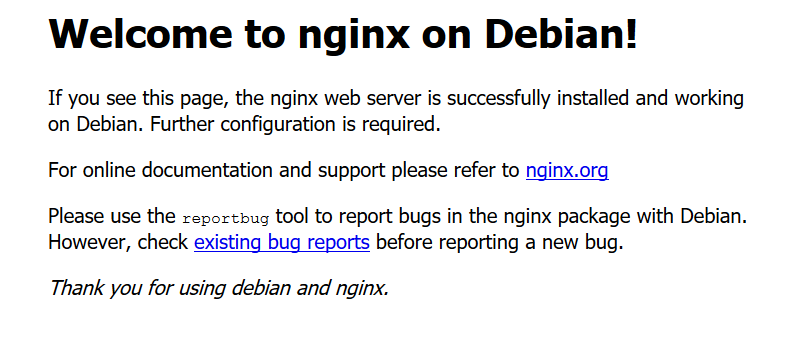 Welcome to nginx on Debian!
If you see this page, the nginx web server is successfully installed and working
on Debian. Further configuration is required.
For online documentation and support please refer to nginx.org
Please use the reportbug tool to report bugs in the nginx package with Debian.
However, check existing bug reports before reporting a new bug.
Thank you for using debian and nginx.